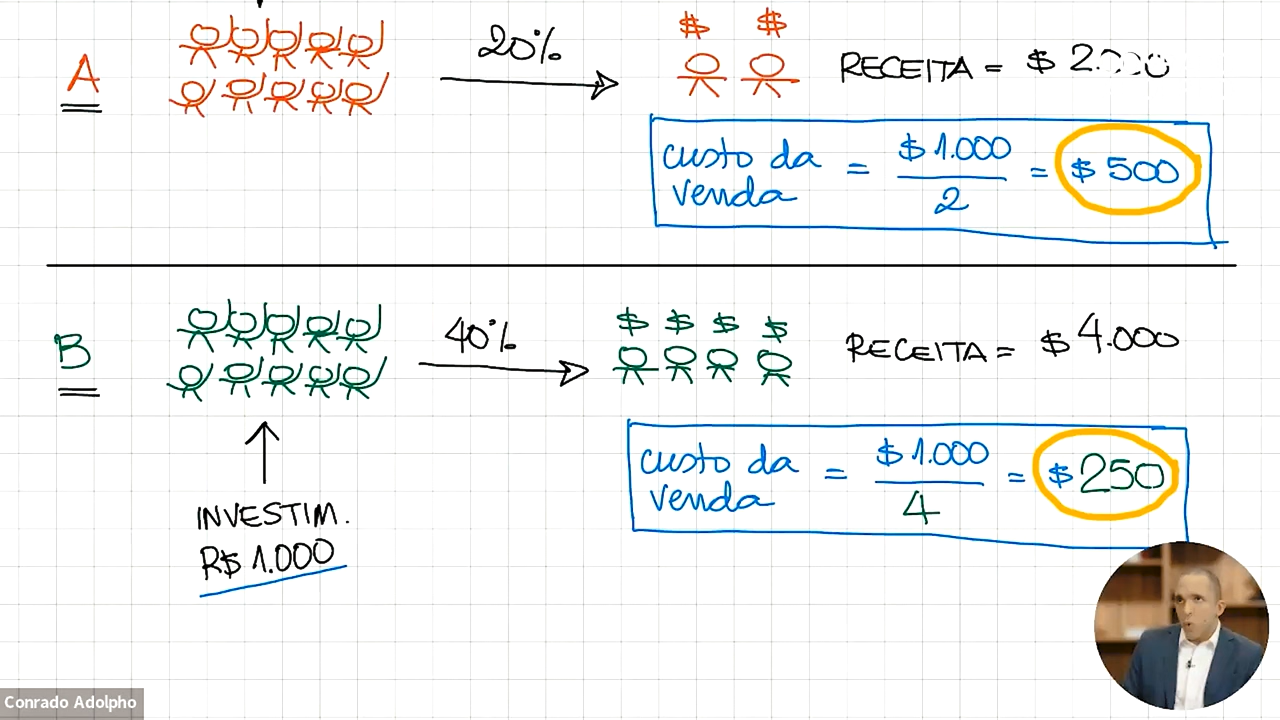 A
20%
$ $
RECEITA =
custo da
venda
=
$ 1.000
2
=
$ 500
B
40%
$ $ $ $
RECEITA = $ 4.000
INVESTIM.
R$ 1.000
custo da
venda
=
$ 1.000
4
=
$ 250
Conrado Adolpho